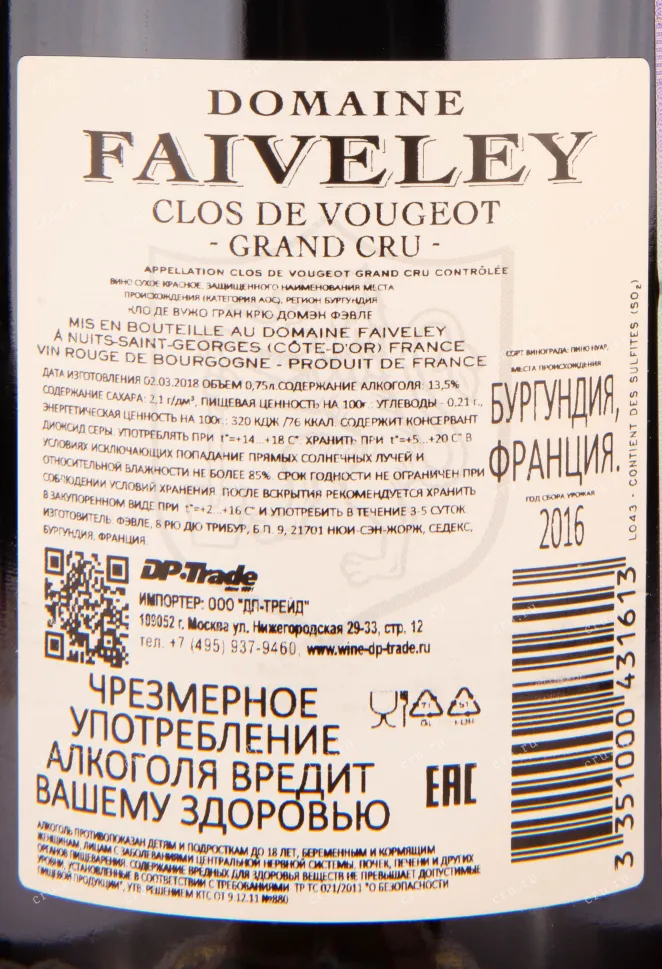 DOMAINE
FAIVELEY
CLOS DE VOUGEOT
- GRAND CRU -
APPELLATION CLOS DE VOUGEOT GRAND CRU CONTRÔLÉE
ВИНО СУХОЕ КРАСНОЕ, ЗАЩИЩЕННОГО НАИМЕНОВАНИЯ МЕСТА
ПРОИСХОЖДЕНИЯ (КАТЕГОРИЯ АОС), РЕГИОН БУРГУНДИЯ
КЛО ДЕ ВУЖО ГРАН КРЮ ДОМЭН ФЭВЛЕ
MIS EN BOUTEILLE AU DOMAINE FAIVELEY
À NUITS-SAINT-GEORGES (CÔTE-D'OR) FRANCE
VIN ROUGE DE BOURGOGNE - PRODUIT DE FRANCE
ДАТА ИЗГОТОВЛЕНИЯ 02.03.2018 ОБЪЕМ 0,75л.СОДЕРЖАНИЕ АЛКОГОЛЯ: 13,5%
СОДЕРЖАНИЕ САХАРА: 2,1 г/дм³, ПИЩЕВАЯ ЦЕННОСТЬ НА 100г.: УГЛЕВОДЫ - 0,21 г.,
ЭНЕРГЕТИЧЕСКАЯ ЦЕННОСТЬ НА 100г.: 320 КДЖ /76 ККАЛ. СОДЕРЖИТ КОНСЕРВАНТ
ДИОКСИД СЕРЫ. УПОТРЕБЛЯТЬ ПРИ t°=+14...+18 С° ХРАНИТЬ ПРИ t°=+5...+20 С° В
УСЛОВИЯХ ИСКЛЮЧАЮЩИХ ПОПАДАНИЕ ПРЯМЫХ СОЛНЕЧНЫХ ЛУЧЕЙ И
ОТНОСИТЕЛЬНОЙ ВЛАЖНОСТИ НЕ БОЛЕЕ 85%. СРОК ГОДНОСТИ НЕ ОГРАНИЧЕН ПРИ
СОБЛЮДЕНИИ УСЛОВИЙ ХРАНЕНИЯ. ПОСЛЕ ВСКРЫТИЯ РЕКОМЕНДУЕТСЯ ХРАНИТЬ
В ЗАКУПОРЕННОМ ВИДЕ ПРИ t°=+2...+16 С° И УПОТРЕБИТЬ В ТЕЧЕНИЕ 3-5 СУТОК
ИЗГОТОВИТЕЛЬ: ФЭВЛЕ, 8 РЮ ДЮ ТРИБУР, Б.П. 9, 21701 НЮИ-СЭН-ЖОРЖ, СЕДЕКС,
БУРГУНДИЯ, ФРАНЦИЯ.
СОРТ ВИНОГРАДА: ПИНО НУАР,
МЕСТА ПРОИСХОЖДЕНИЯ
БУРГУНДИЯ,
ФРАНЦИЯ.
ГОД СБОРА УРОЖАЯ
2016
L043 - CONTIENT DES SULFITES (SO₂)
DP-Trade
ИМПОРТЕР: ООО "ДП-ТРЕЙД"
109052 г. Москва ул. Нижегородская 29-33, стр. 12
тел. +7 (495) 937-9460, www.wine-dp-trade.ru
ЧРЕЗМЕРНОЕ
УПОТРЕБЛЕНИЕ
АЛКОГОЛЯ ВРЕДИТ
ВАШЕМУ ЗДОРОВЬЮ
71
GL
51
FOR
EAC
3 351000 431613
АЛКОГОЛЬ ПРОТИВОПОКАЗАН ДЕТЯМ И ПОДРОСТКАМ ДО 18 ЛЕТ, БЕРЕМЕННЫМ И КОРМЯЩИМ
ЖЕНЩИНАМ, ЛИЦАМ С ЗАБОЛЕВАНИЯМИ ЦЕНТРАЛЬНОЙ НЕРВНОЙ СИСТЕМЫ, ПОЧЕК, ПЕЧЕНИ И ДРУГИХ
ОРГАНОВ ПИЩЕВАРЕНИЯ. СОДЕРЖАНИЕ ВРЕДНЫХ ДЛЯ ЗДОРОВЬЯ ВЕЩЕСТВ НЕ ПРЕВЫШАЕТ ДОПУСТИМЫЕ
УРОВНИ, УСТАНОВЛЕННЫЕ В СООТВЕТСТВИИ С ТРЕБОВАНИЯМИ ТР ТС 021/2011 "О БЕЗОПАСНОСТИ
ПИЩЕВОЙ ПРОДУКЦИИ", УТВ. РЕШЕНИЕМ КТС ОТ 9.12.11 №880
cru.ru